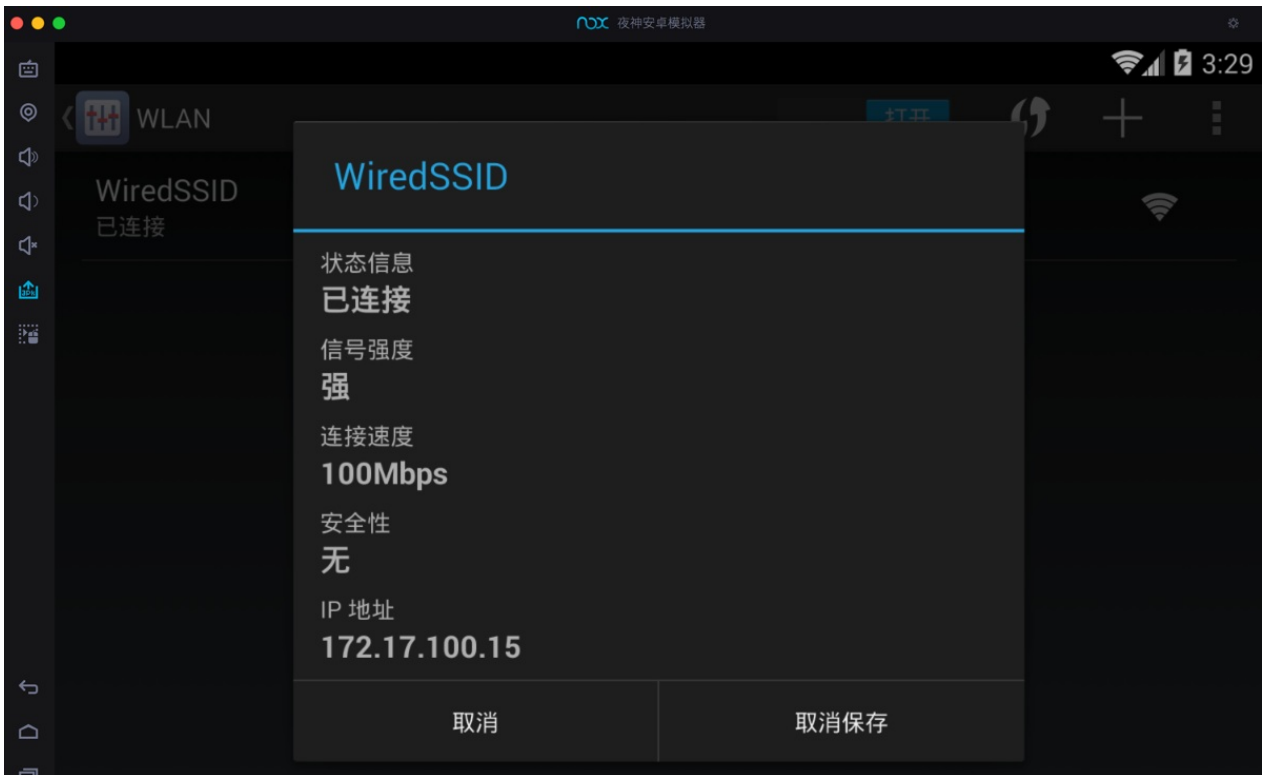 nox 夜神安卓模拟器
3:29
WLAN
打开
WiredSSID
已连接
WiredSSID
状态信息
已连接
信号强度
强
连接速度
100Mbps
安全性
无
IP 地址
172.17.100.15
取消
取消保存